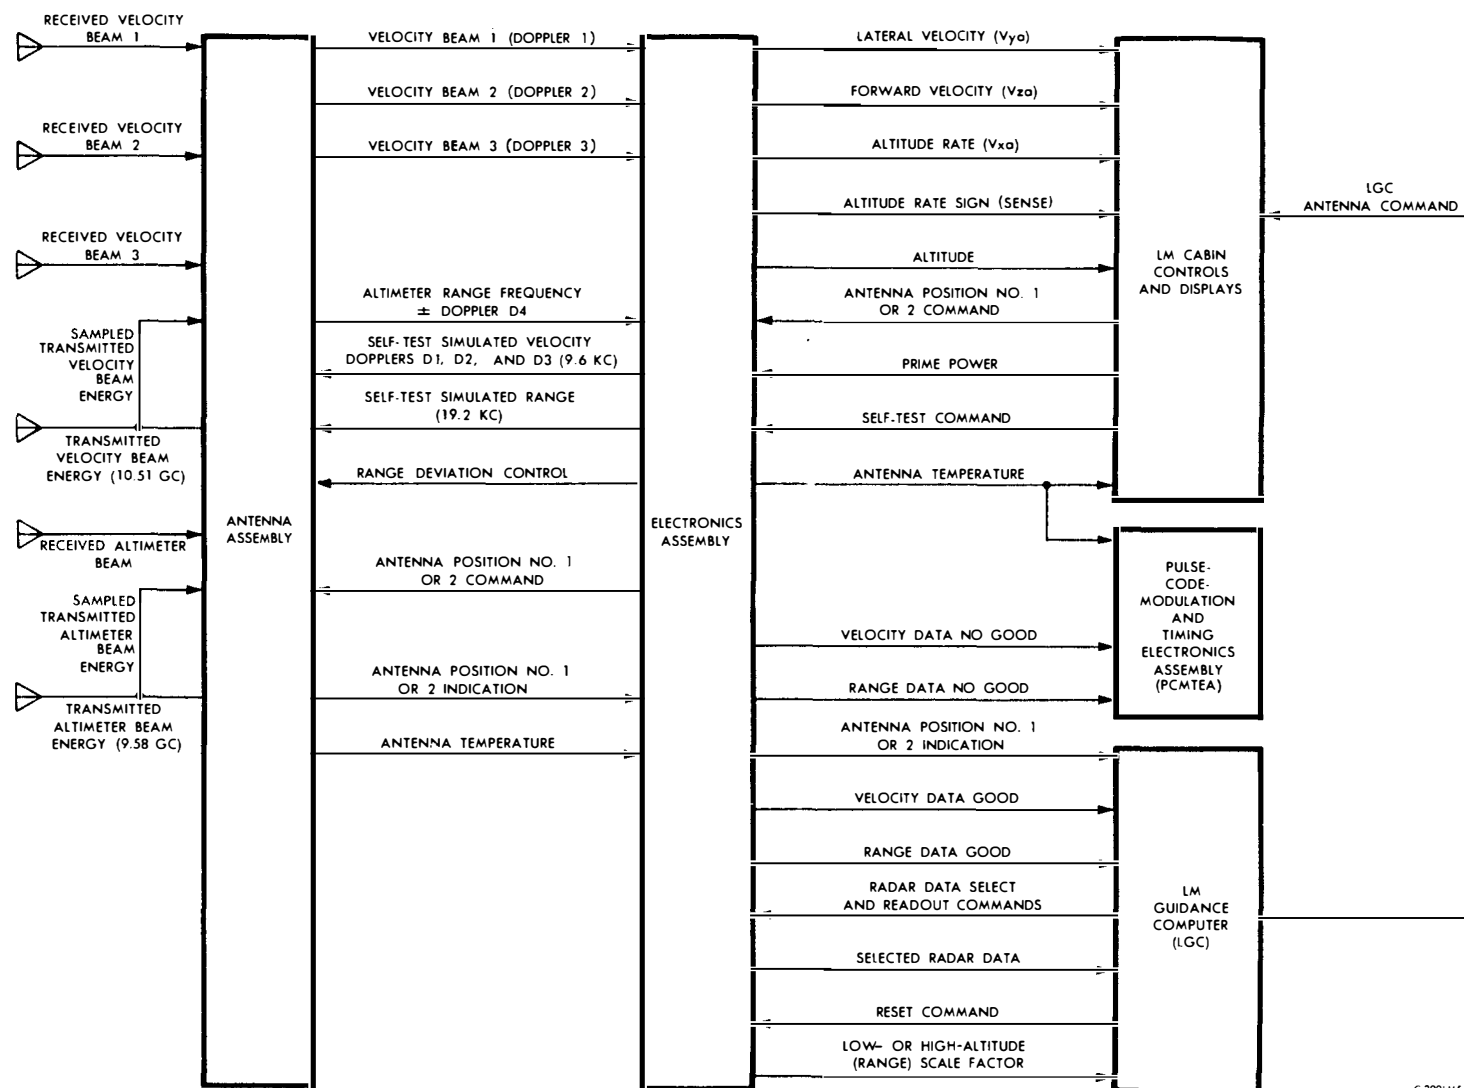 RECEIVED VELOCITY
BEAM 1
RECEIVED VELOCITY
BEAM 2
RECEIVED VELOCITY
BEAM 3
SAMPLED
TRANSMITTED
VELOCITY
BEAM
ENERGY
TRANSMITTED
VELOCITY BEAM
ENERGY (10.51 GC)
RECEIVED ALTIMETER
BEAM
SAMPLED
TRANSMITTED
ALTIMETER
BEAM
ENERGY
TRANSMITTED
ALTIMETER BEAM
ENERGY (9.58 GC)
ANTENNA
ASSEMBLY
VELOCITY BEAM 1 (DOPPLER 1)
VELOCITY BEAM 2 (DOPPLER 2)
VELOCITY BEAM 3 (DOPPLER 3)
ALTIMETER RANGE FREQUENCY
± DOPPLER D4
SELF-TEST SIMULATED VELOCITY
DOPPLERS D1, D2, AND D3 (9.6 KC)
SELF-TEST SIMULATED RANGE
(19.2 KC)
RANGE DEVIATION CONTROL
ANTENNA POSITION NO. 1
OR 2 COMMAND
ANTENNA POSITION NO. 1
OR 2 INDICATION
ANTENNA TEMPERATURE
ELECTRONICS
ASSEMBLY
LATERAL VELOCITY (Vya)
FORWARD VELOCITY (Vza)
ALTITUDE RATE (Vxa)
ALTITUDE RATE SIGN (SENSE)
ALTITUDE
ANTENNA POSITION NO. 1
OR 2 COMMAND
PRIME POWER
SELF-TEST COMMAND
ANTENNA TEMPERATURE
VELOCITY DATA NO GOOD
RANGE DATA NO GOOD
ANTENNA POSITION NO. 1
OR 2 INDICATION
VELOCITY DATA GOOD
RANGE DATA GOOD
RADAR DATA SELECT
AND READOUT COMMANDS
SELECTED RADAR DATA
RESET COMMAND
LOW- OR HIGH-ALTITUDE
(RANGE) SCALE FACTOR
LM CABIN
CONTROLS
AND DISPLAYS
PULSE-
CODE-
MODULATION
AND
TIMING
ELECTRONICS
ASSEMBLY
(PCMTEA)
LM
GUIDANCE
COMPUTER
(LGC)
LGC
ANTENNA COMMAND